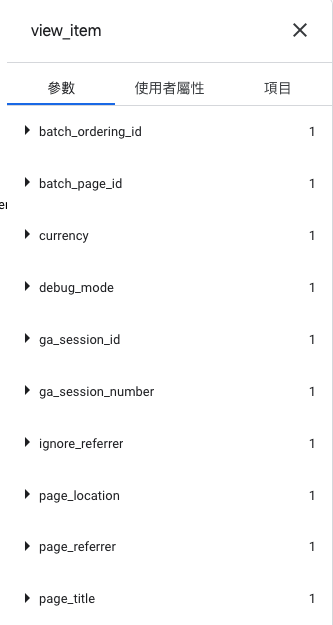 view_item
參數 使用者屬性 項目
batch_ordering_id 1
batch_page_id 1
er
currency 1
debug_mode 1
ga_session_id 1
ga_session_number 1
ignore_referrer 1
page_location 1
page_referrer 1
page_title 1